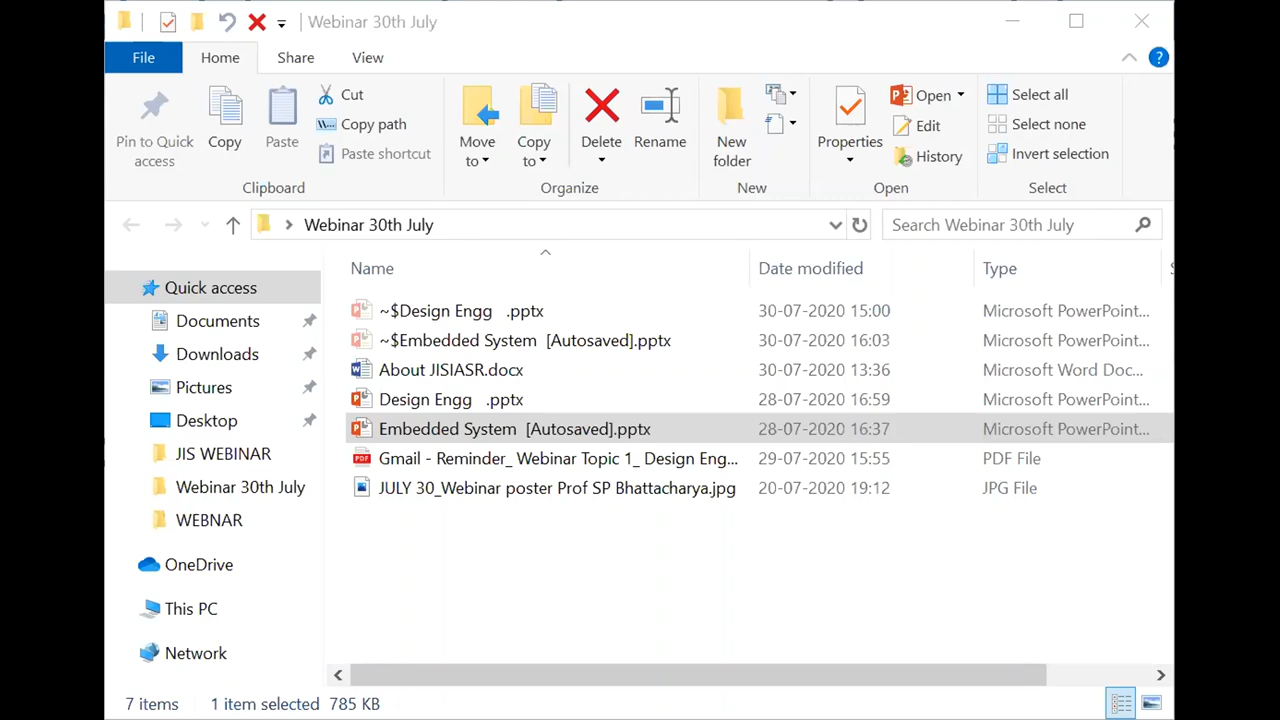 Webinar 30th July
File Home Share View
Pin to Quick access
Copy
Paste
Cut
Copy path
Paste shortcut
Clipboard
Move to
Copy to
Delete
Rename
Organize
New folder
New
Properties
Open
Edit
History
Open
Select all
Select none
Invert selection
Select
Webinar 30th July
Search Webinar 30th July
Quick access
Documents
Downloads
Pictures
Desktop
JIS WEBINAR
Webinar 30th July
WEBNAR
OneDrive
This PC
Network
Name Date modified Type
~$Design Engg .pptx 30-07-2020 15:00 Microsoft PowerPoint...
~$Embedded System [Autosaved].pptx 30-07-2020 16:03 Microsoft PowerPoint...
About JISIASR.docx 30-07-2020 13:36 Microsoft Word Doc...
Design Engg .pptx 28-07-2020 16:59 Microsoft PowerPoint...
Embedded System [Autosaved].pptx 28-07-2020 16:37 Microsoft PowerPoint...
Gmail - Reminder_ Webinar Topic 1_ Design Eng... 29-07-2020 15:55 PDF File
JULY 30_Webinar poster Prof SP Bhattacharya.jpg 20-07-2020 19:12 JPG File
7 items 1 item selected 785 KB